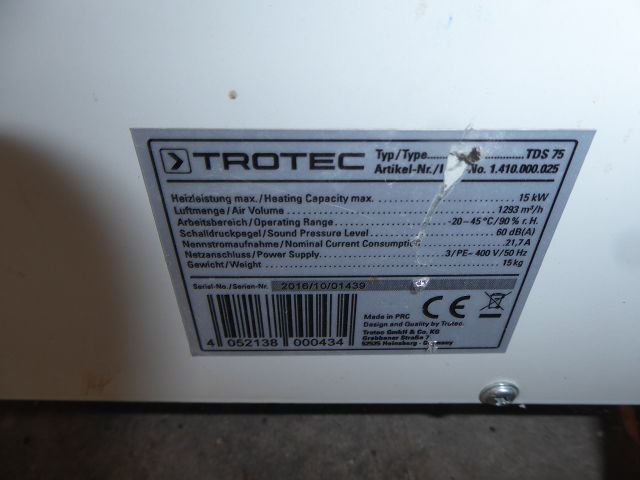 TROTEC
Typ/Type TDS 75
Artikel-Nr./ No. 1.410.000.025
Heizleistung max./Heating Capacity max. 15 kW
Luftmenge/Air Volume 1293 m³/h
Arbeitsbereich/Operating Range -20–45°C/90% r. H.
Schalldruckpegel/Sound Pressure Level 60 dB(A)
Nennstromaufnahme/Nominal Current Consumption 21,7 A
Netzanschluss/Power Supply 3/PE~ 400 V/50 Hz
Gewicht/Weight 15 kg
Serial-No./Serien-Nr. 2016/10/01439
4 052138 000434
Made in PRC
Design and Quality by Trotec.
Trotec GmbH & Co. KG
Grebbener Straße 7
52525 Heinsberg - Germany
CE